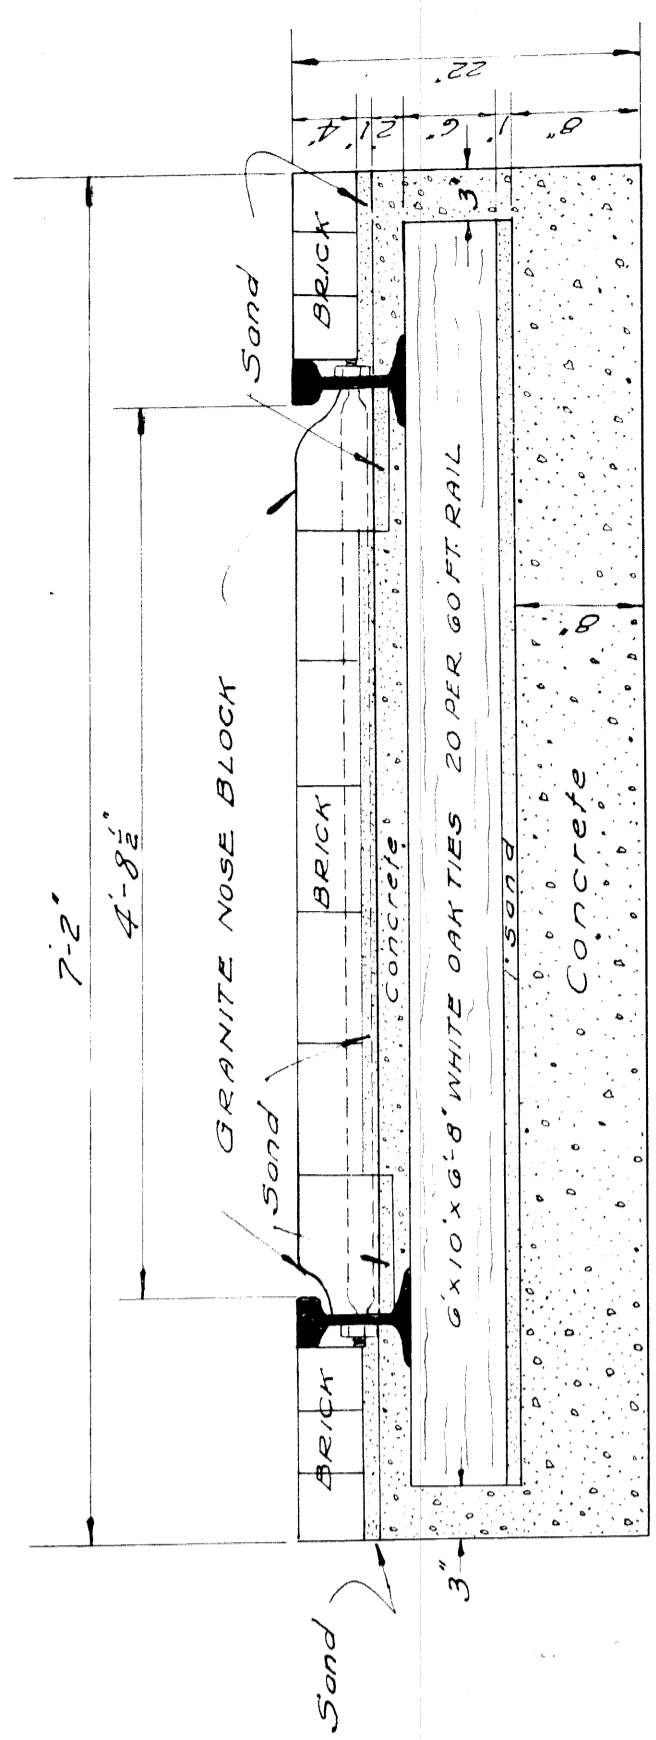 7'-2"
4'-8½"
GRANITE NOSE BLOCK
Sand
Sand
Sand
BRICK
BRICK
BRICK
Concrete
6"X10"X6'-8" WHITE OAK TIES 20 PER. 60 FT. RAIL
1" Sand
Concrete
3"
3"
8"
4"
1"
2"
6"
1"
8"
22"